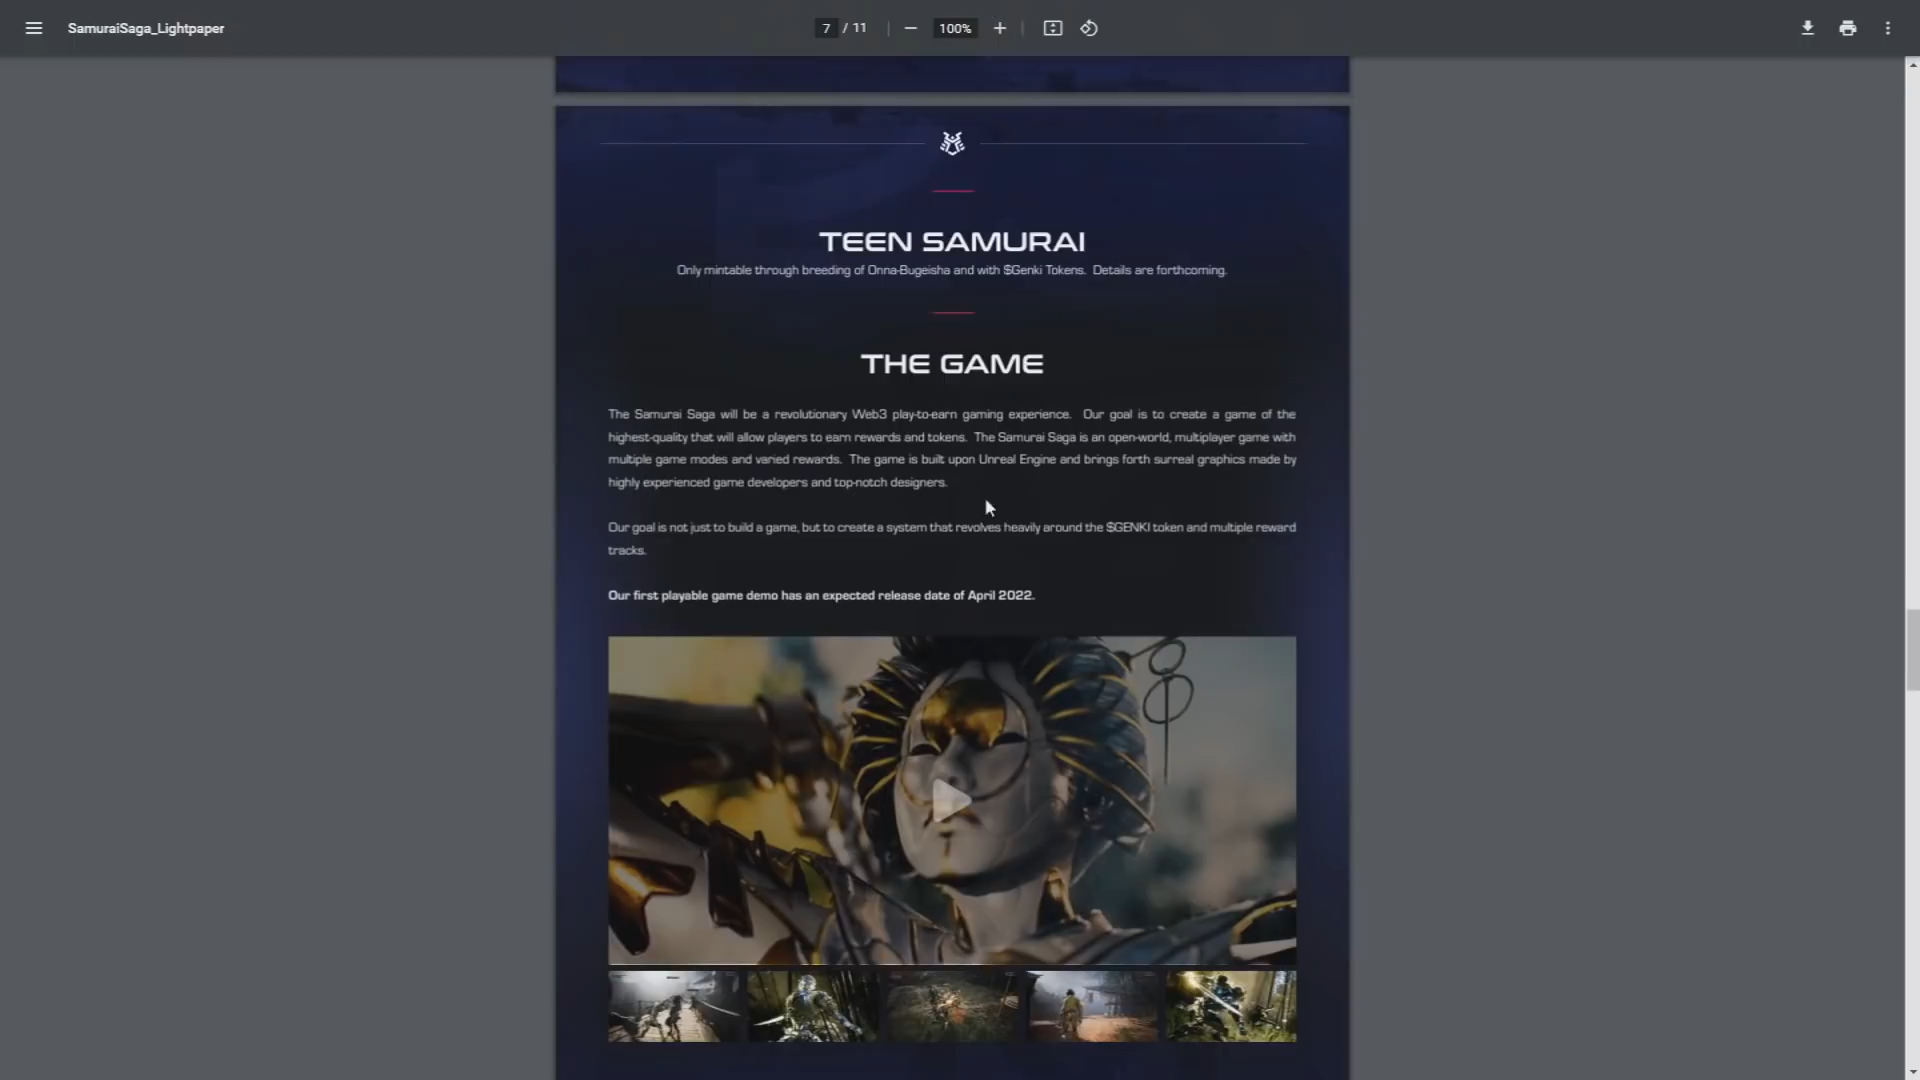 SamuraiSaga_Lightpaper
7 / 11
100%
TEEN SAMURAI
Only mintable through breeding of Onna-Bugeisha and with $Genki Tokens. Details are forthcoming.
THE GAME
The Samurai Saga will be a revolutionary Web3 play-to-earn gaming experience. Our goal is to create a game of the
highest-quality that will allow players to earn rewards and tokens. The Samurai Saga is an open-world, multiplayer game with
multiple game modes and varied rewards. The game is built upon Unreal Engine and brings forth surreal graphics made by
highly experienced game developers and top-notch designers.
Our goal is not just to build a game, but to create a system that revolves heavily around the $GENKI token and multiple reward
tracks.
Our first playable game demo has an expected release date of April 2022.